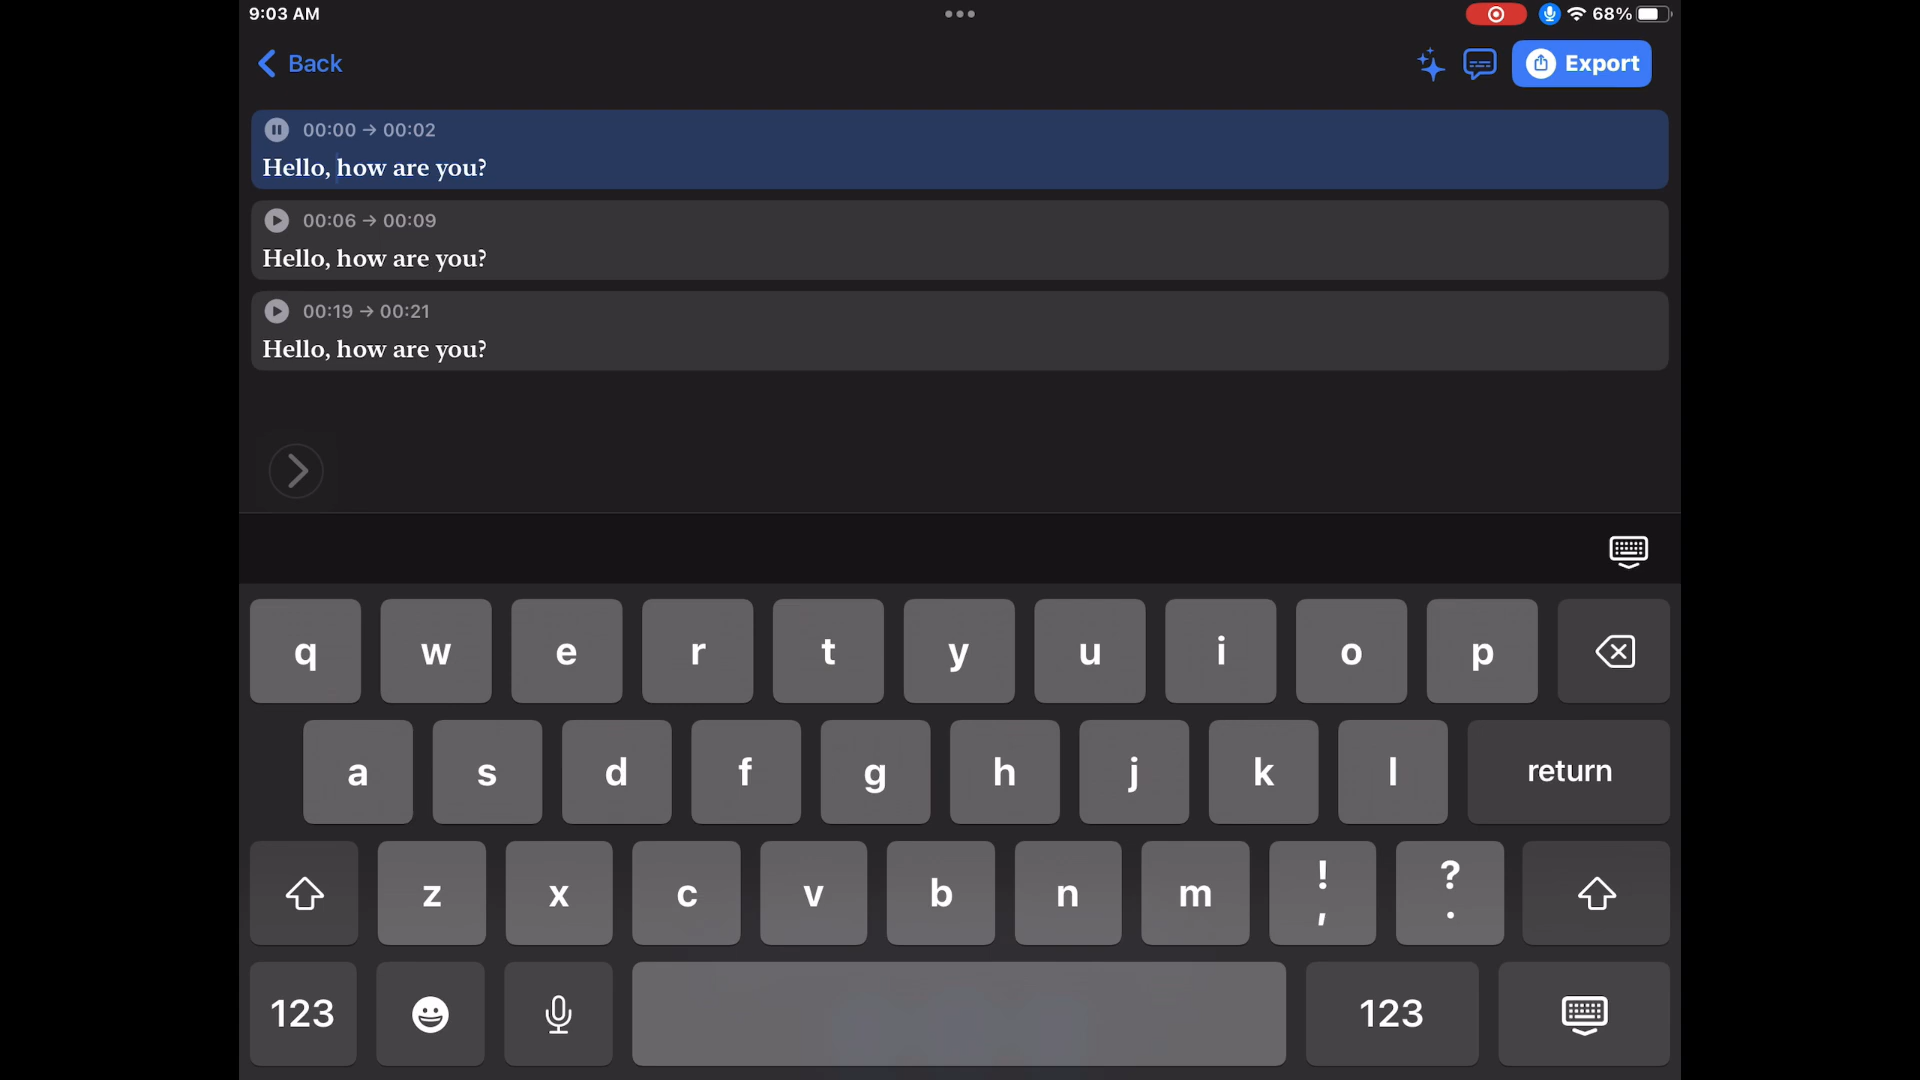 9:03 AM
68%
Back
Export
00:00 → 00:02
Hello, how are you?
00:06 → 00:09
Hello, how are you?
00:19 → 00:21
Hello, how are you?
q w e r t y u i o p
a s d f g h j k l return
z x c v b n m ! , ? .
123 123